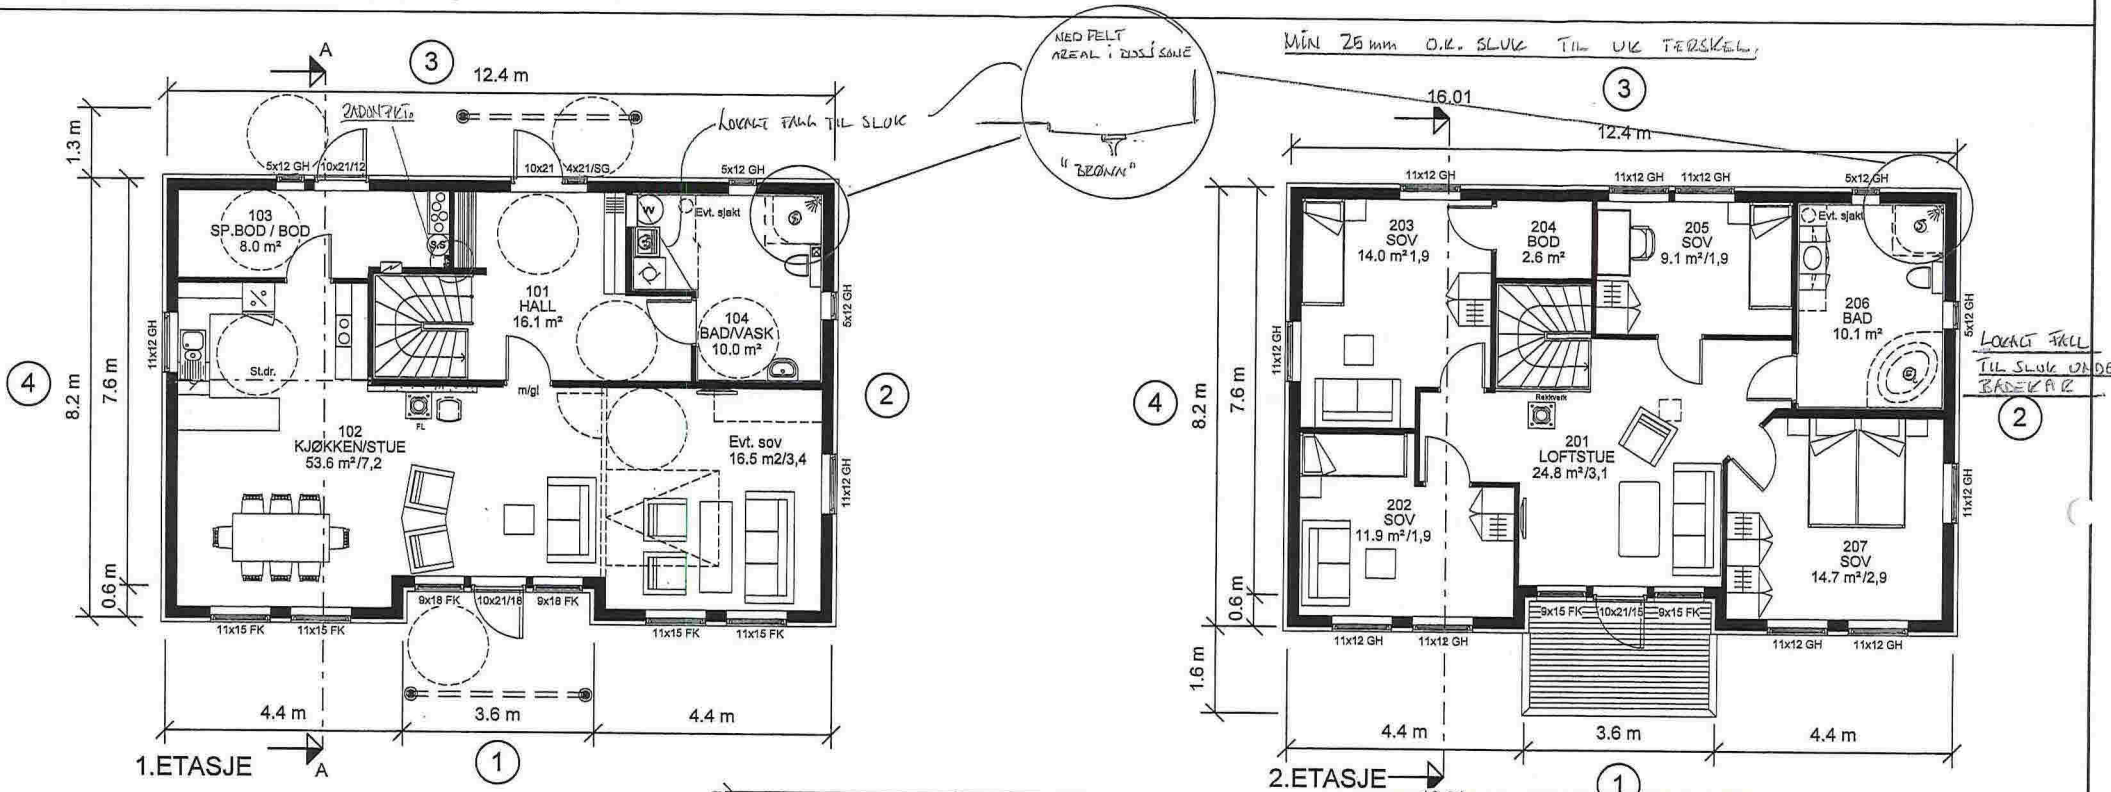 A
3
12.4 m
1.3 m
LOKALT FALL TIL SLUK
NEDFELT
AREAL i DUSJSONE
"BRØNN"
5x12 GH
10x21/12
10x21
4x21/SG
5x12 GH
103
SP.BOD / BOD
8.0 m²
Evt. sjakt
W
S
S/S
101
HALL
16.1 m²
104
BAD/VASK
10.0 m²
5x12 GH
11x12 GH
St.dr.
4
8.2 m
7.6 m
m/gl
2
FL
102
KJØKKEN/STUE
53.6 m²/7,2
Evt. sov
16.5 m2/3,4
11x12 GH
0.6 m
11x15 FK
11x15 FK
9x18 FK
10x21/18
9x18 FK
11x15 FK
11x15 FK
4.4 m
3.6 m
4.4 m
1.ETASJE
A
1
MIN 25 mm O.K. SLUK TIL UK TERSKEL.
3
16.01
12.4 m
11x12 GH
11x12 GH
11x12 GH
5x12 GH
203
SOV
14.0 m² 1,9
204
BOD
2.6 m²
205
SOV
9.1 m²/1,9
Evt. sjakt
206
BAD
10.1 m²
5x12 GH
LOKALT FALL
TIL SLUK UNDE
BADEKAR
11x12 GH
4
8.2 m
7.6 m
2
Rekkverk
201
LOFTSTUE
24.8 m²/3,1
202
SOV
11.9 m²/1,9
207
SOV
14.7 m²/2,9
11x12 GH
0.6 m
9x15 FK
10x21/15
9x15 FK
11x12 GH
11x12 GH
11x12 GH
11x12 GH
1.6 m
4.4 m
3.6 m
4.4 m
2.ETASJE
1